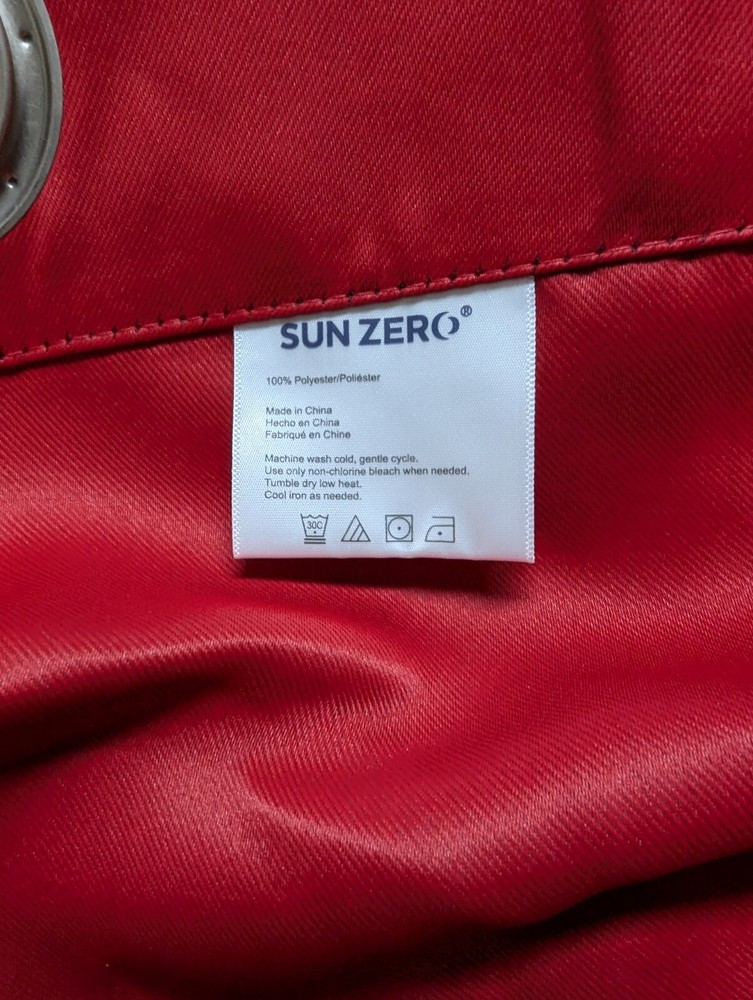 SUN ZERO®
100% Polyester/Poliéster
Made in China
Hecho en China
Fabriqué en Chine
Machine wash cold, gentle cycle.
Use only non-chlorine bleach when needed.
Tumble dry low heat.
Cool iron as needed.
30C